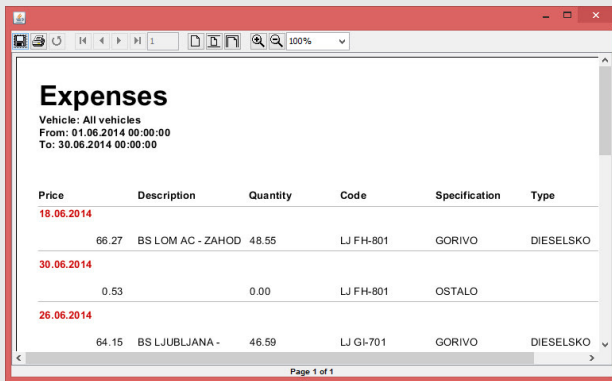 1
100%
Expenses
Vehicle: All vehicles
From: 01.06.2014 00:00:00
To: 30.06.2014 00:00:00
Price Description Quantity Code Specification Type
18.06.2014
66.27 BS LOM AC - ZAHOD 48.55 LJ FH-801 GORIVO DIESELSKO
30.06.2014
0.53 0.00 LJ FH-801 OSTALO
26.06.2014
64.15 BS LJUBLJANA - 46.59 LJ GI-701 GORIVO DIESELSKO
Page 1 of 1